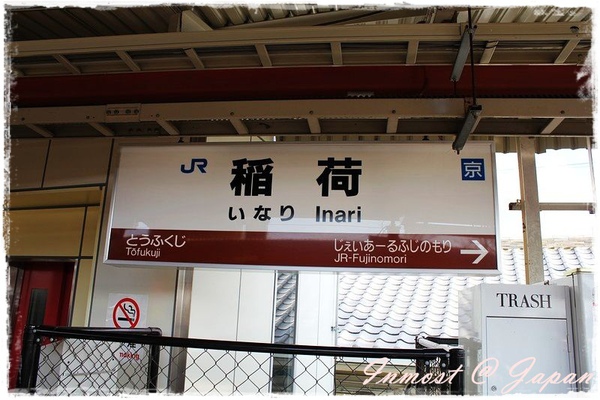 JR 稲荷 京
いなり Inari
とうふくじ
Tōfukuji
じぇいあーるふじのもり
JR-Fujinomori
TRASH
Inmost @ Japan